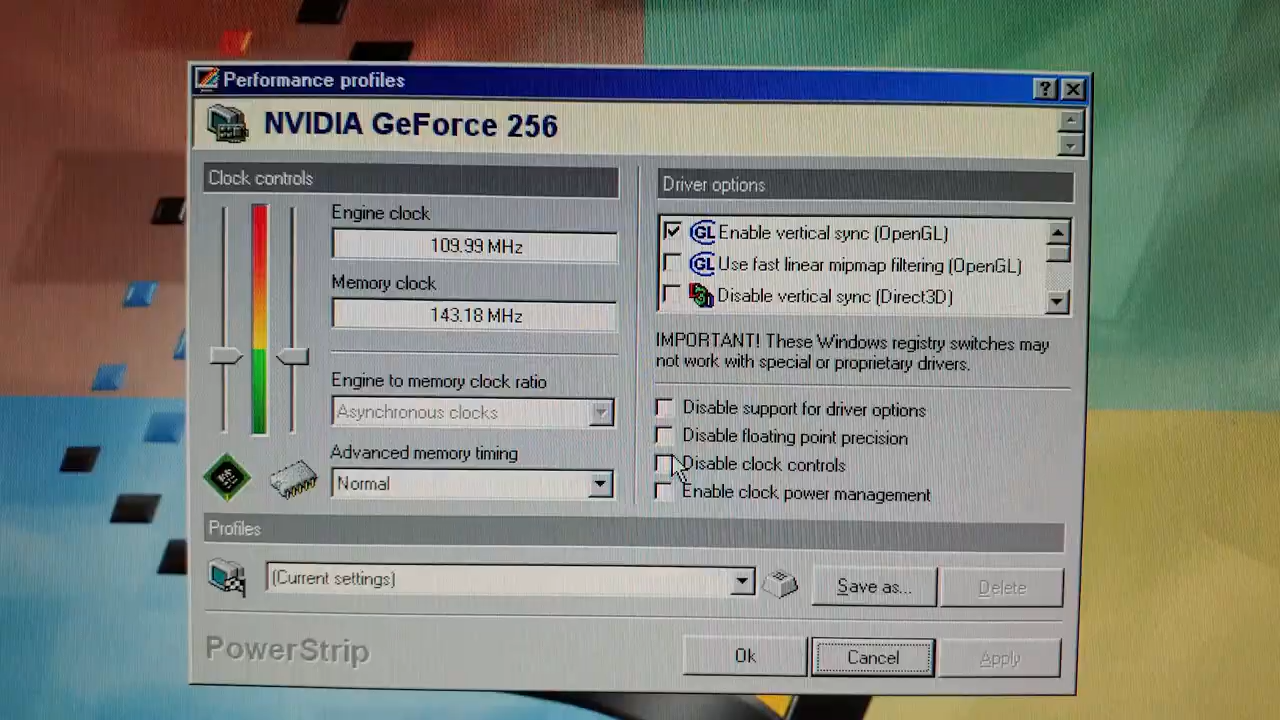 Performance profiles
NVIDIA GeForce 256
Clock controls
Engine clock
109.99 MHz
Memory clock
143.18 MHz
Engine to memory clock ratio
Asynchronous clocks
Advanced memory timing
Normal
Driver options
GL Enable vertical sync (OpenGL)
GL Use fast linear mipmap filtering (OpenGL)
Disable vertical sync (Direct3D)
IMPORTANT! These Windows registry switches may
not work with special or proprietary drivers.
Disable support for driver options
Disable floating point precision
Disable clock controls
Enable clock power management
Profiles
(Current settings)
Save as...
Delete
PowerStrip
Ok
Cancel
Apply